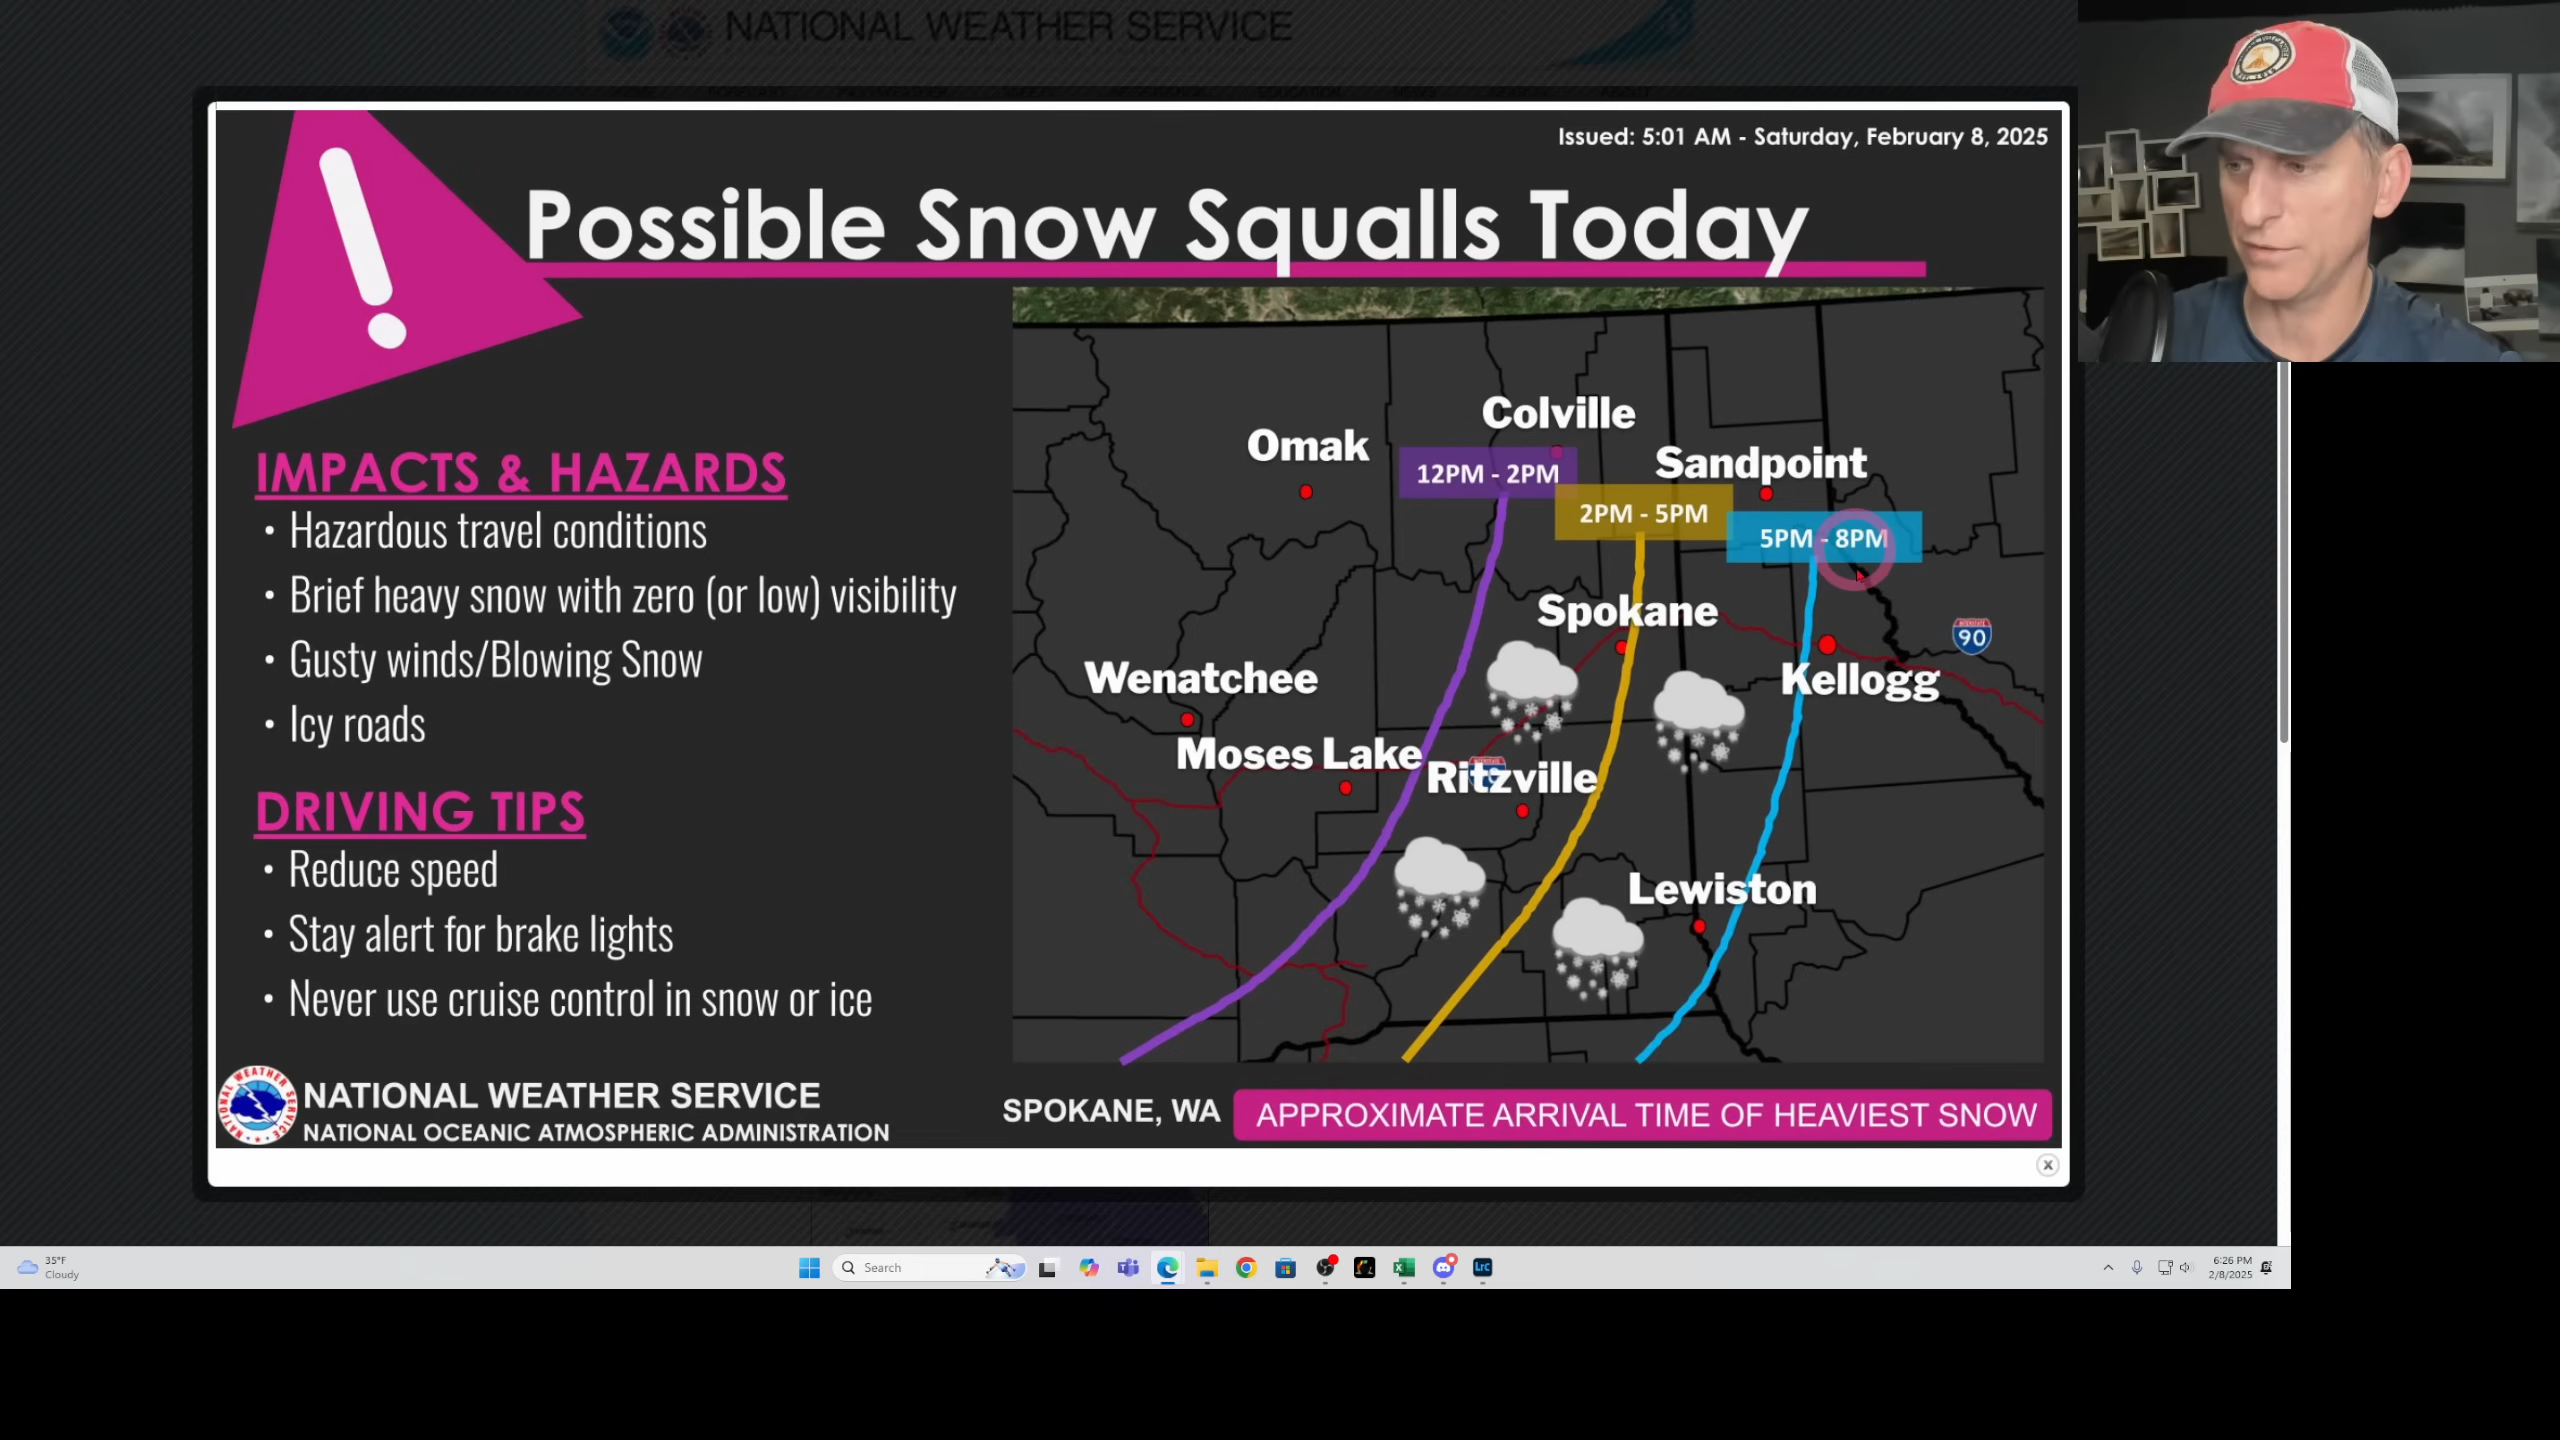 NATIONAL WEATHER SERVICE
Issued: 5:01 AM - Saturday, February 8, 2025
Possible Snow Squalls Today
IMPACTS & HAZARDS
• Hazardous travel conditions
• Brief heavy snow with zero (or low) visibility
• Gusty winds/Blowing Snow
• Icy roads
DRIVING TIPS
• Reduce speed
• Stay alert for brake lights
• Never use cruise control in snow or ice
Colville
Omak
Sandpoint
12PM - 2PM
2PM - 5PM
5PM - 8PM
Spokane
90
Wenatchee
Kellogg
Moses Lake
Ritzville
Lewiston
NATIONAL WEATHER SERVICE
NATIONAL OCEANIC ATMOSPHERIC ADMINISTRATION
SPOKANE, WA
APPROXIMATE ARRIVAL TIME OF HEAVIEST SNOW
35°F
Cloudy
Search
Lrc
6:26 PM
2/8/2025